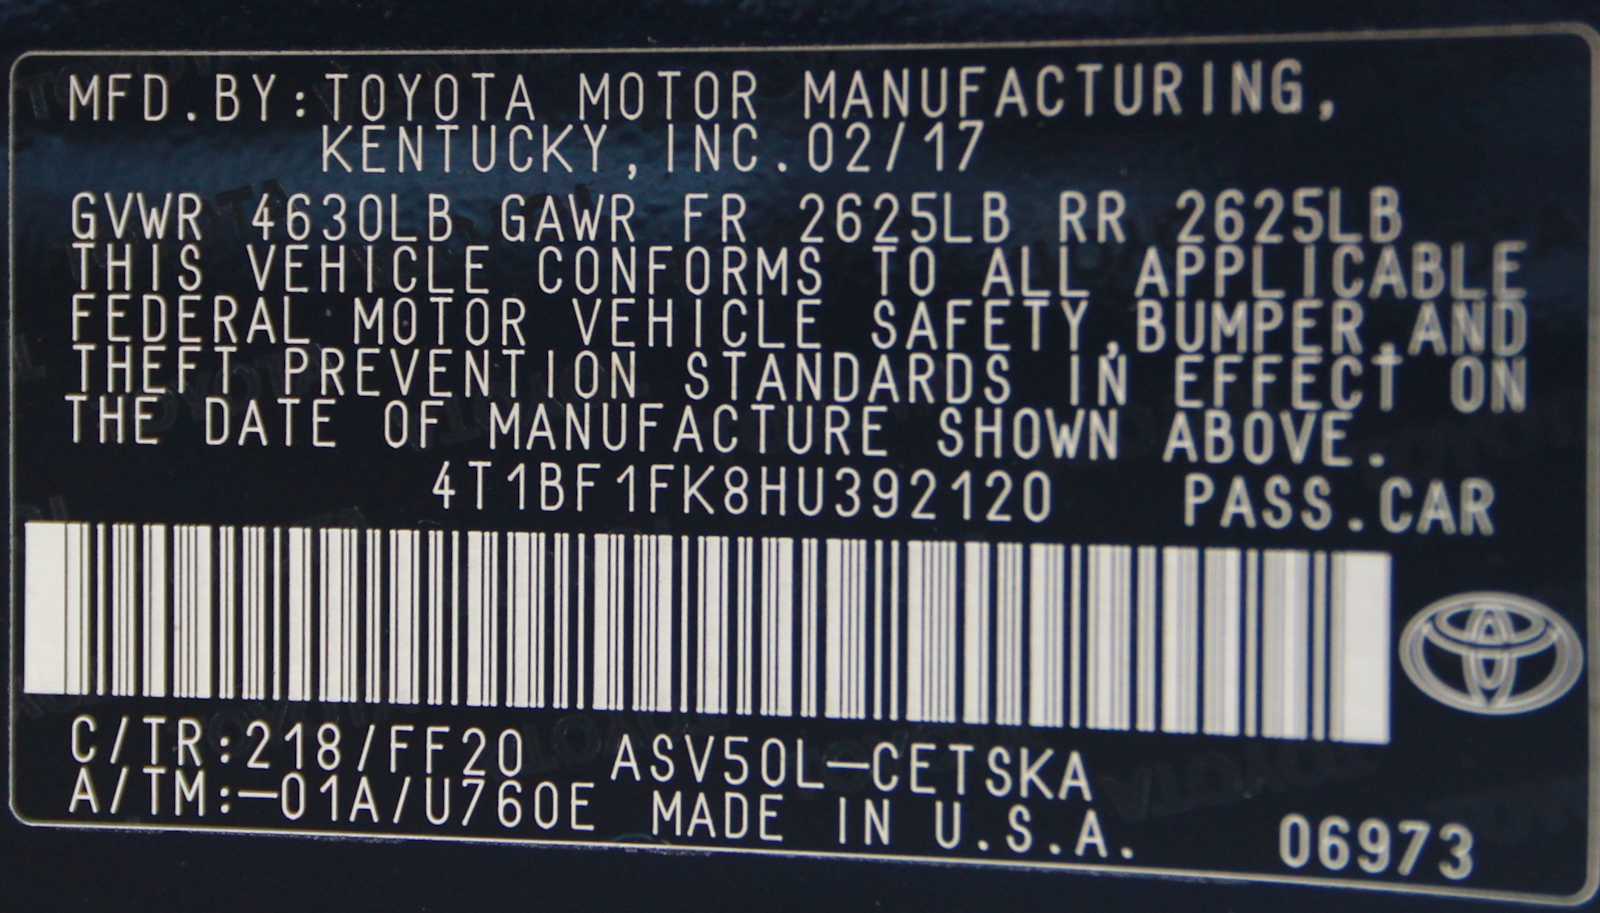 MFD.BY:TOYOTA MOTOR MANUFACTURING,
KENTUCKY,INC.02/17
GVWR 4630LB GAWR FR 2625LB RR 2625LB
THIS VEHICLE CONFORMS TO ALL APPLICABLE
FEDERAL MOTOR VEHICLE SAFETY,BUMPER,AND
THEFT PREVENTION STANDARDS IN EFFECT ON
THE DATE OF MANUFACTURE SHOWN ABOVE.
4T1BF1FK8HU392120 PASS.CAR
C/TR:218/FF20 ASV50L—CETSKA
A/TM:—01A/U760E MADE IN U.S.A. 06973